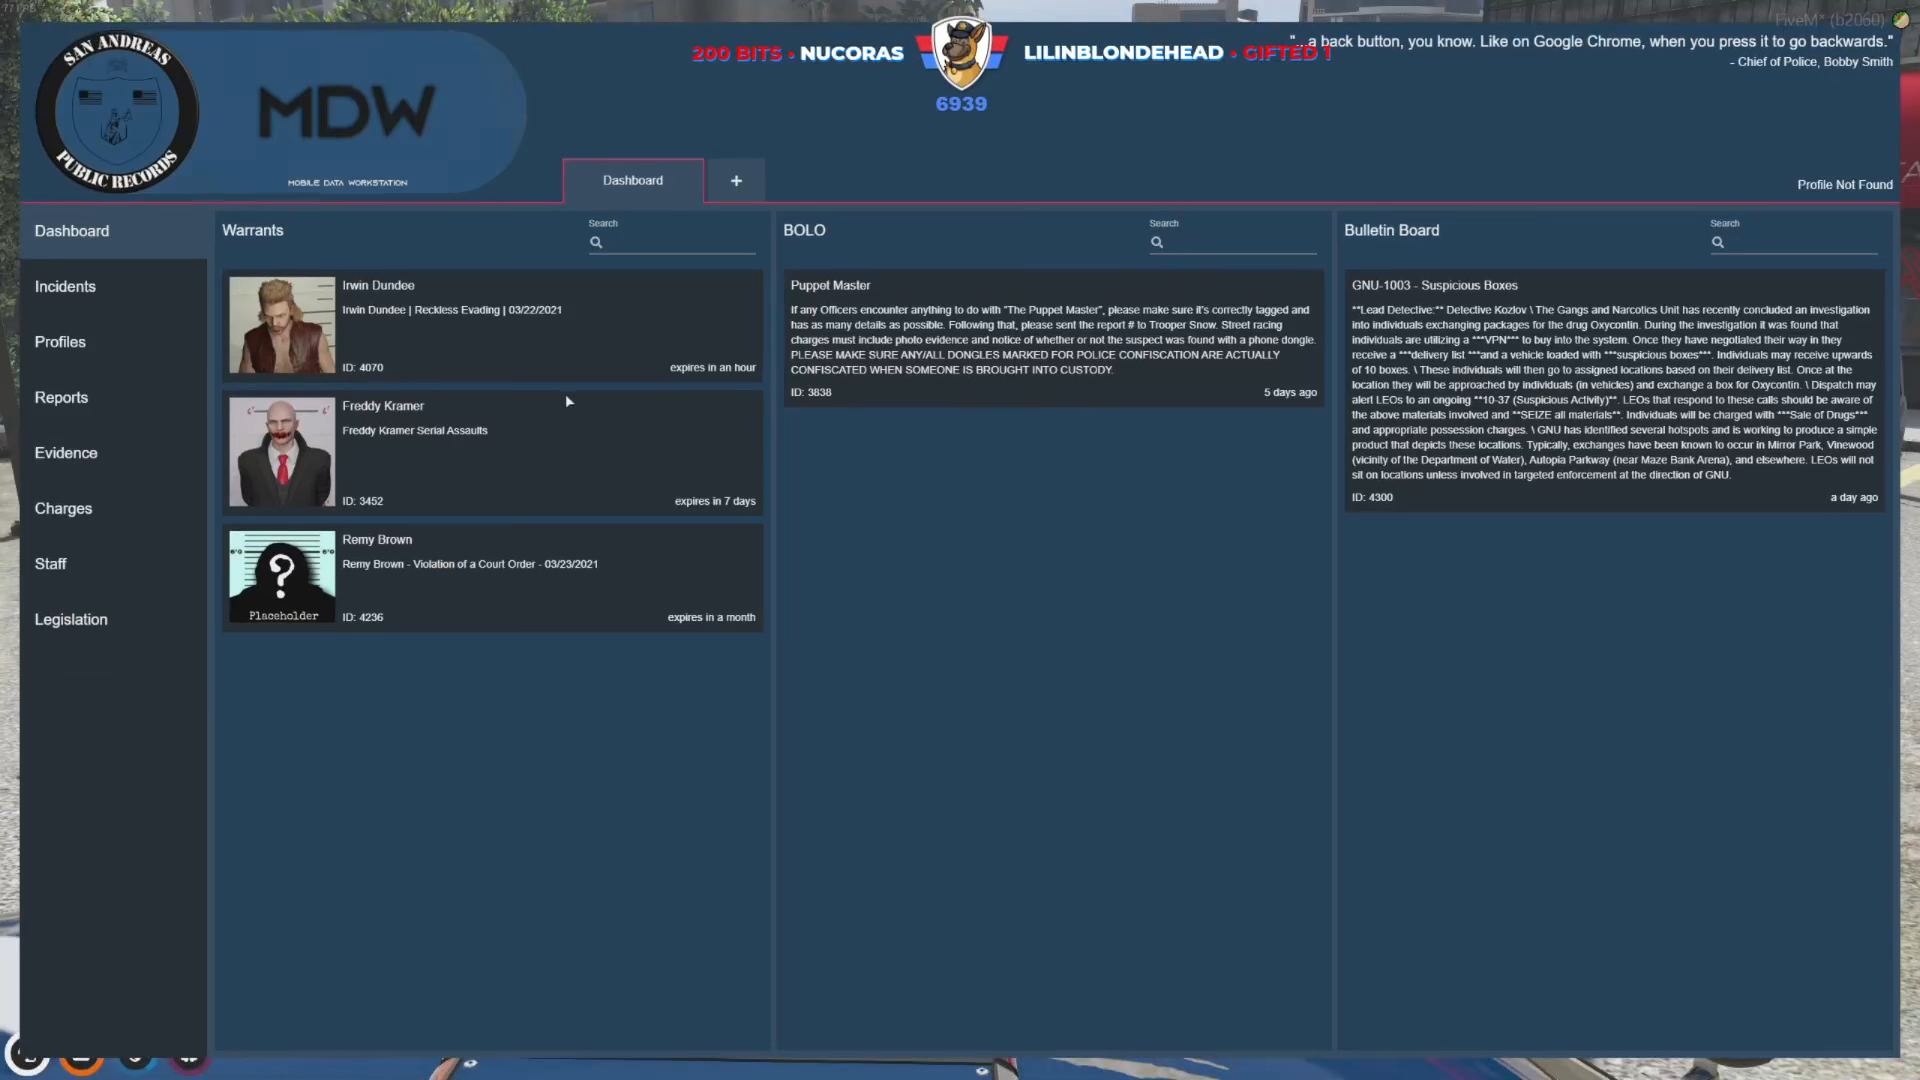 FiveM* (b2060)
SAN ANDREAS
PUBLIC RECORDS
MDW
MOBILE DATA WORKSTATION
200 BITS • NUCORAS
LILINBLONDEHEAD • GIFTED 1
6939
"...a back button, you know. Like on Google Chrome, when you press it to go backwards."
- Chief of Police, Bobby Smith
Dashboard
+
Profile Not Found
Dashboard
Incidents
Profiles
Reports
Evidence
Charges
Staff
Legislation
Warrants
Search
Irwin Dundee
Irwin Dundee | Reckless Evading | 03/22/2021
ID: 4070
expires in an hour
Freddy Kramer
Freddy Kramer Serial Assaults
ID: 3452
expires in 7 days
Remy Brown
Remy Brown - Violation of a Court Order - 03/23/2021
Placeholder
ID: 4236
expires in a month
BOLO
Search
Puppet Master
If any Officers encounter anything to do with "The Puppet Master", please make sure it's correctly tagged and
has as many details as possible. Following that, please sent the report # to Trooper Snow. Street racing
charges must include photo evidence and notice of whether or not the suspect was found with a phone dongle.
PLEASE MAKE SURE ANY/ALL DONGLES MARKED FOR POLICE CONFISCATION ARE ACTUALLY
CONFISCATED WHEN SOMEONE IS BROUGHT INTO CUSTODY.
ID: 3838
5 days ago
Bulletin Board
Search
GNU-1003 - Suspicious Boxes
**Lead Detective:** Detective Kozlov \ The Gangs and Narcotics Unit has recently concluded an investigation
into individuals exchanging packages for the drug Oxycontin. During the investigation it was found that
individuals are utilizing a ***VPN*** to buy into the system. Once they have negotiated their way in they
receive a ***delivery list ***and a vehicle loaded with ***suspicious boxes***. Individuals may receive upwards
of 10 boxes. \ These individuals will then go to assigned locations based on their delivery list. Once at the
location they will be approached by individuals (in vehicles) and exchange a box for Oxycontin. \ Dispatch may
alert LEOs to an ongoing **10-37 (Suspicious Activity)**. LEOs that respond to these calls should be aware of
the above materials involved and **SEIZE all materials**. Individuals will be charged with ***Sale of Drugs***
and appropriate possession charges. \ GNU has identified several hotspots and is working to produce a simple
product that depicts these locations. Typically, exchanges have been known to occur in Mirror Park, Vinewood
(vicinity of the Department of Water), Autopia Parkway (near Maze Bank Arena), and elsewhere. LEOs will not
sit on locations unless involved in targeted enforcement at the direction of GNU.
ID: 4300
a day ago